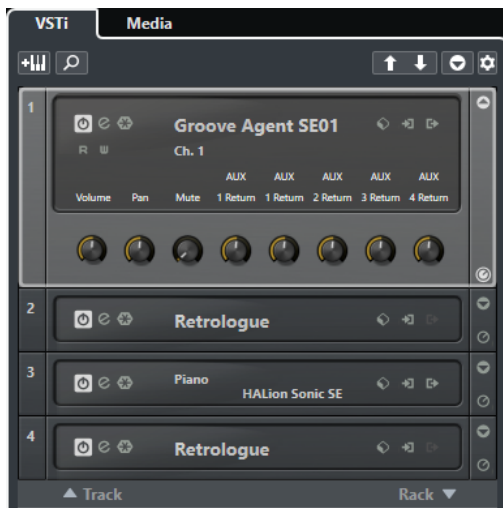 VSTi Media
1
Groove Agent SE01
R W Ch. 1
AUX AUX AUX AUX AUX
Volume Pan Mute 1 Return 1 Return 2 Return 3 Return 4 Return
2 Retrologue
3 Piano
HALion Sonic SE
4 Retrologue
Track Rack